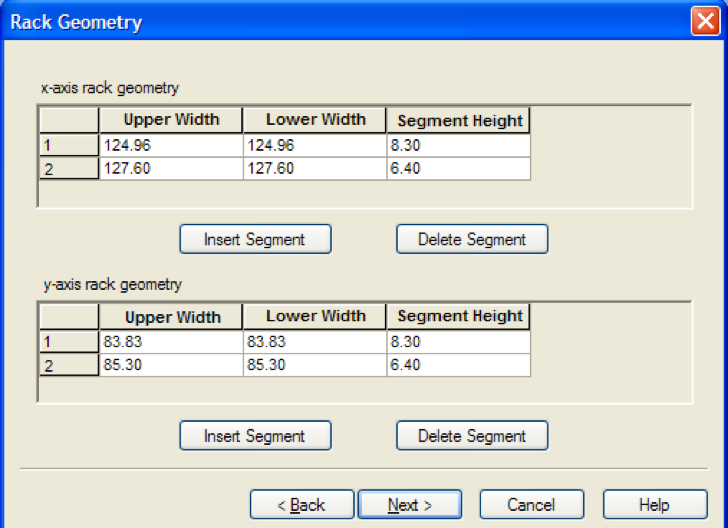 Rack Geometry
x-axis rack geometry
Upper Width Lower Width Segment Height
1 124.96 124.96 8.30
2 127.60 127.60 6.40
Insert Segment Delete Segment
y-axis rack geometry
Upper Width Lower Width Segment Height
1 83.83 83.83 8.30
2 85.30 85.30 6.40
Insert Segment Delete Segment
< Back Next > Cancel Help